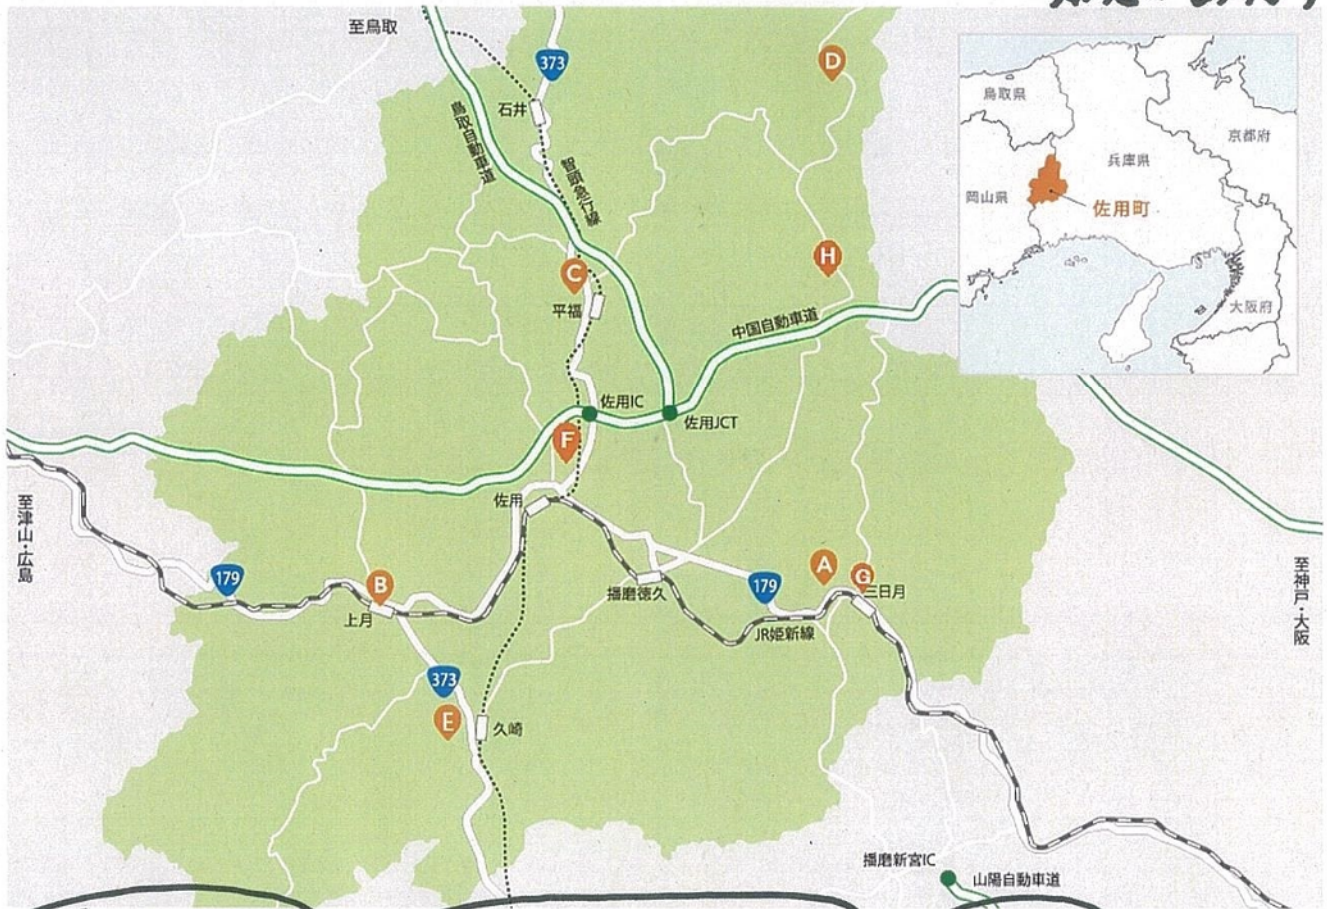 至鳥取
373
D
鳥取県
京都府
兵庫県
岡山県
佐用町
大阪府
石井
鳥取自動車道
智頭急行線
H
C
平福
中国自動車道
佐用IC
佐用JCT
F
佐用
至津山・広島
至神戸・大阪
179
B
上月
播磨徳久
179
A
G
三日月
JR姫新線
373
E
久崎
播磨新宮IC
山陽自動車道